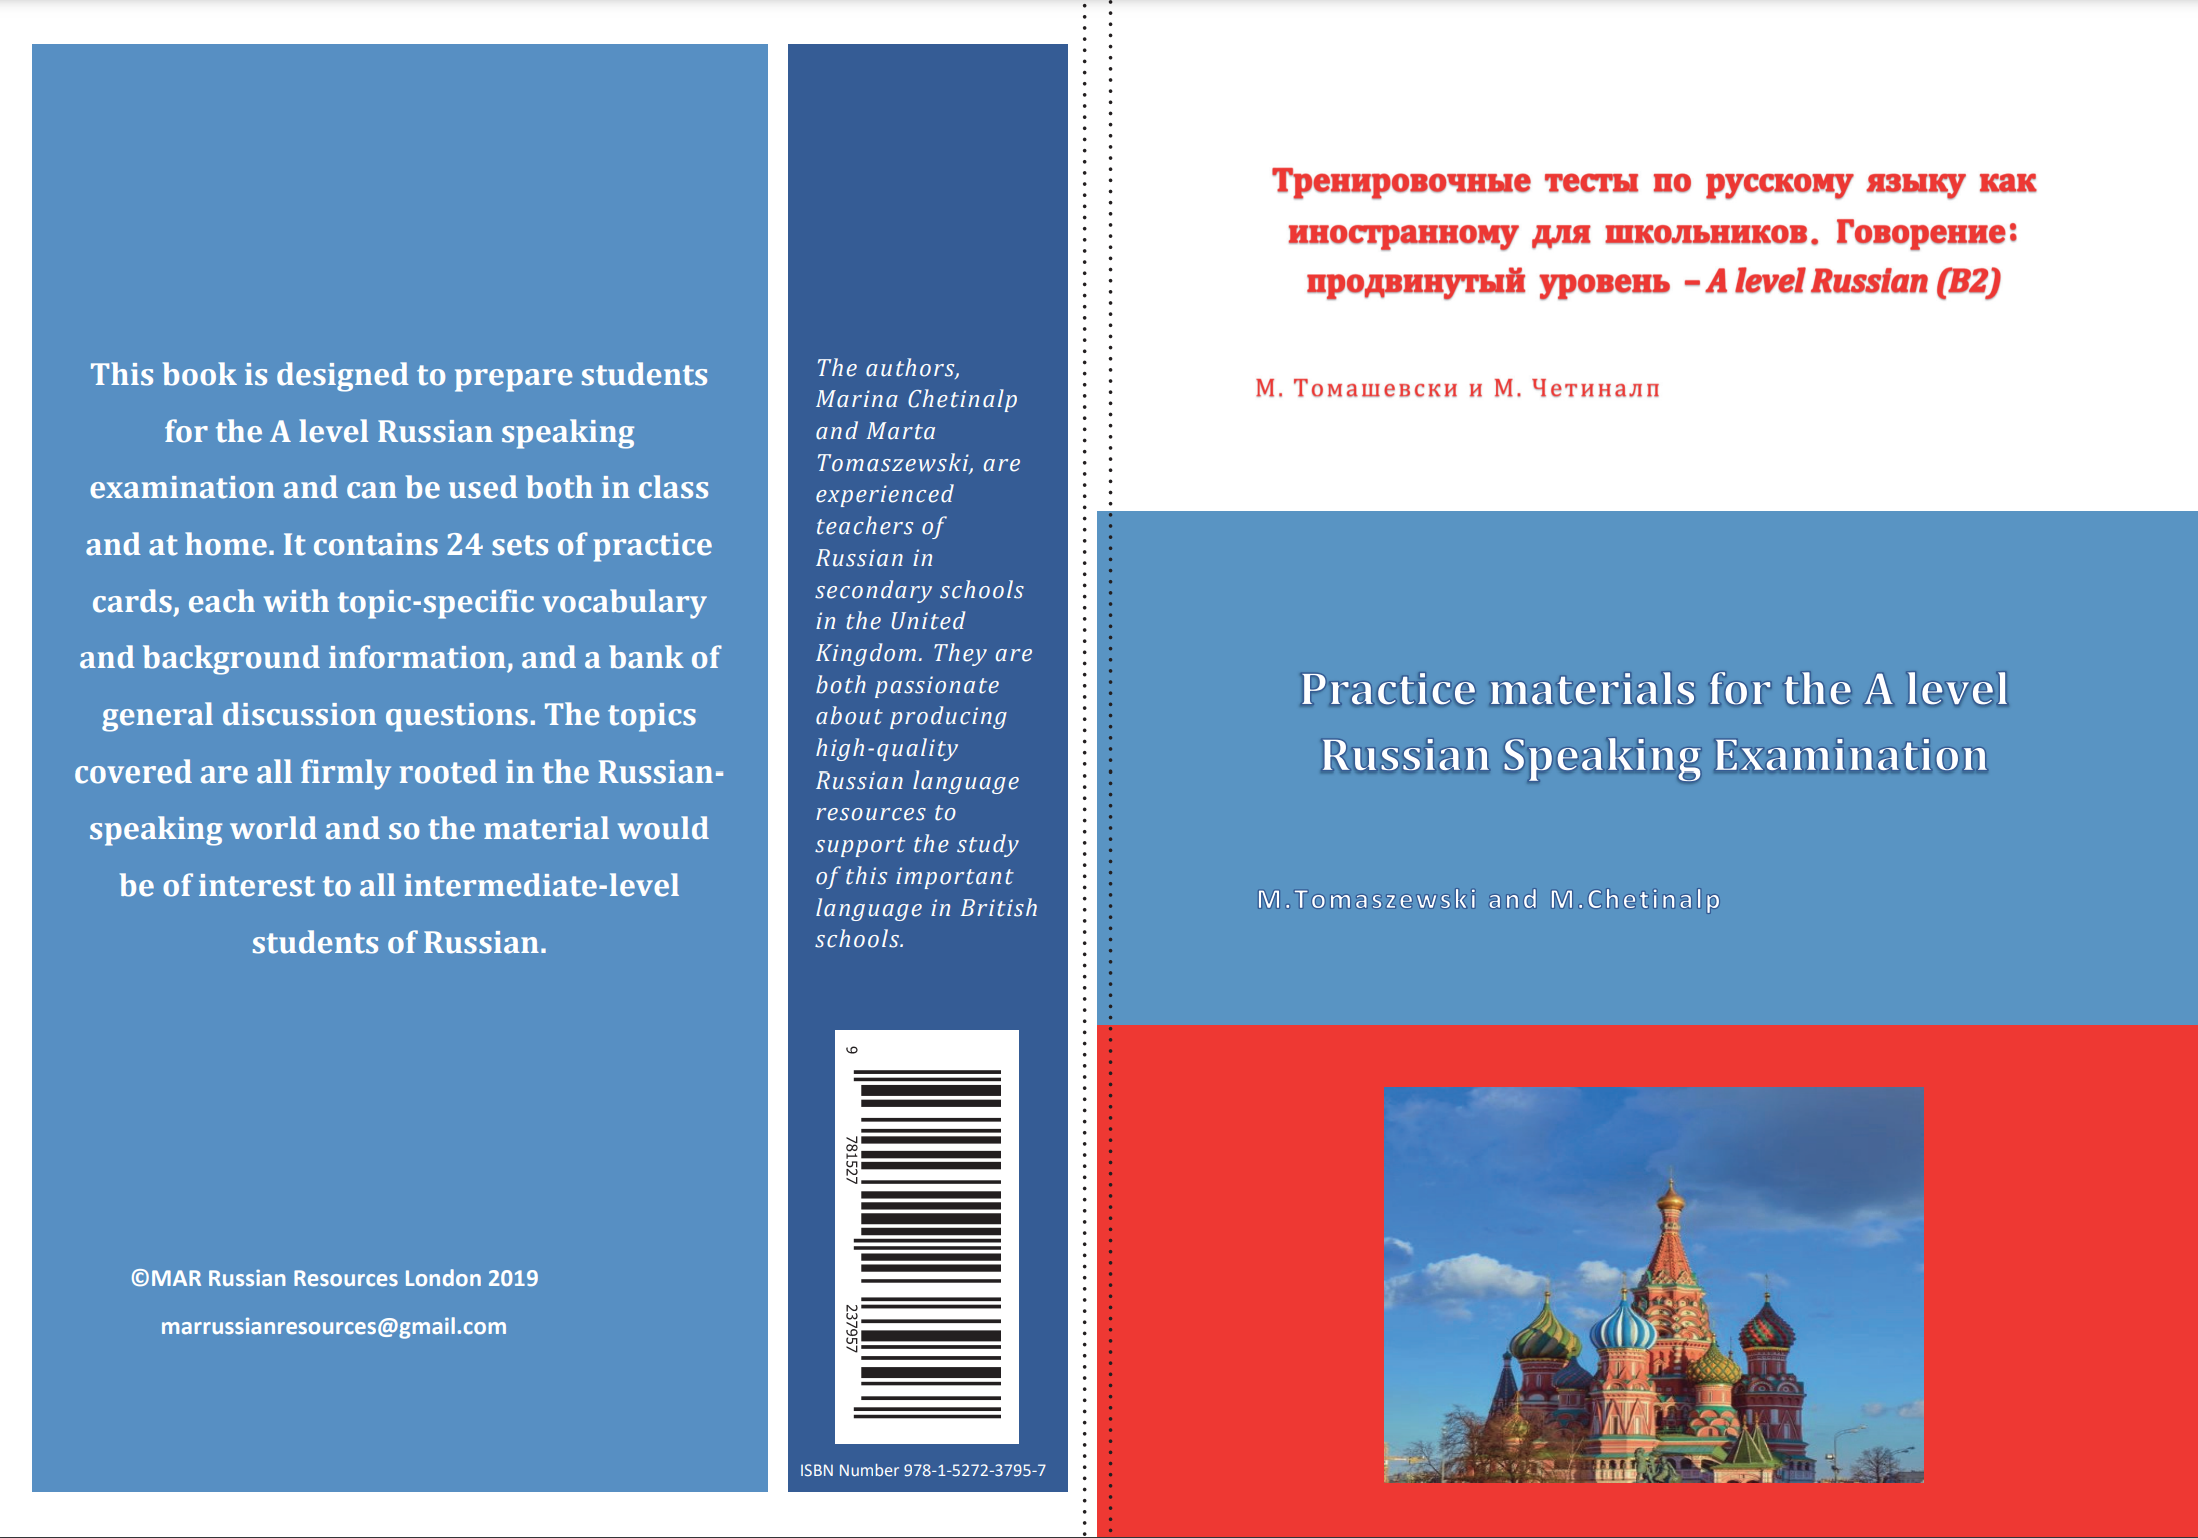 This book is designed to prepare students
for the A level Russian speaking
examination and can be used both in class
and at home. It contains 24 sets of practice
cards, each with topic-specific vocabulary
and background information, and a bank of
general discussion questions. The topics
covered are all firmly rooted in the Russian-
speaking world and so the material would
be of interest to all intermediate-level
students of Russian.
©MAR Russian Resources London 2019
marrussianresources@gmail.com
The authors,
Marina Chetinalp
and Marta
Tomaszewski, are
experienced
teachers of
Russian in
secondary schools
in the United
Kingdom. They are
both passionate
about producing
high-quality
Russian language
resources to
support the study
of this important
language in British
schools.
9 781527 237957
ISBN Number 978-1-5272-3795-7
Тренировочные тесты по русскому языку как
иностранному для школьников. Говорение:
продвинутый уровень – A level Russian (B2)
М. Томашевски и М. Четиналп
Practice materials for the A level
Russian Speaking Examination
M.Tomaszewski and M.Chetinalp